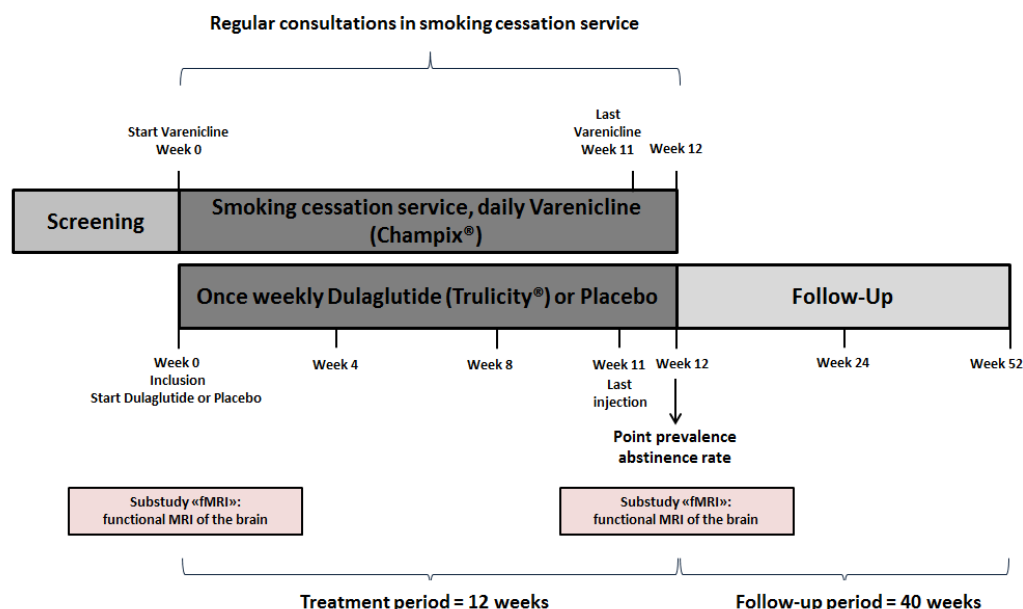 Regular consultations in smoking cessation service
Start Varenicline
Week 0
Last
Varenicline
Week 11
Week 12
Screening
Smoking cessation service, daily Varenicline
(Champix®)
Once weekly Dulaglutide (Trulicity®) or Placebo
Follow-Up
Week 0
Inclusion
Start Dulaglutide or Placebo
Week 4
Week 8
Week 11
Last
injection
Week 12
Week 24
Week 52
Point prevalence
abstinence rate
Substudy «fMRI»:
functional MRI of the brain
Substudy «fMRI»:
functional MRI of the brain
Treatment period = 12 weeks
Follow-up period = 40 weeks